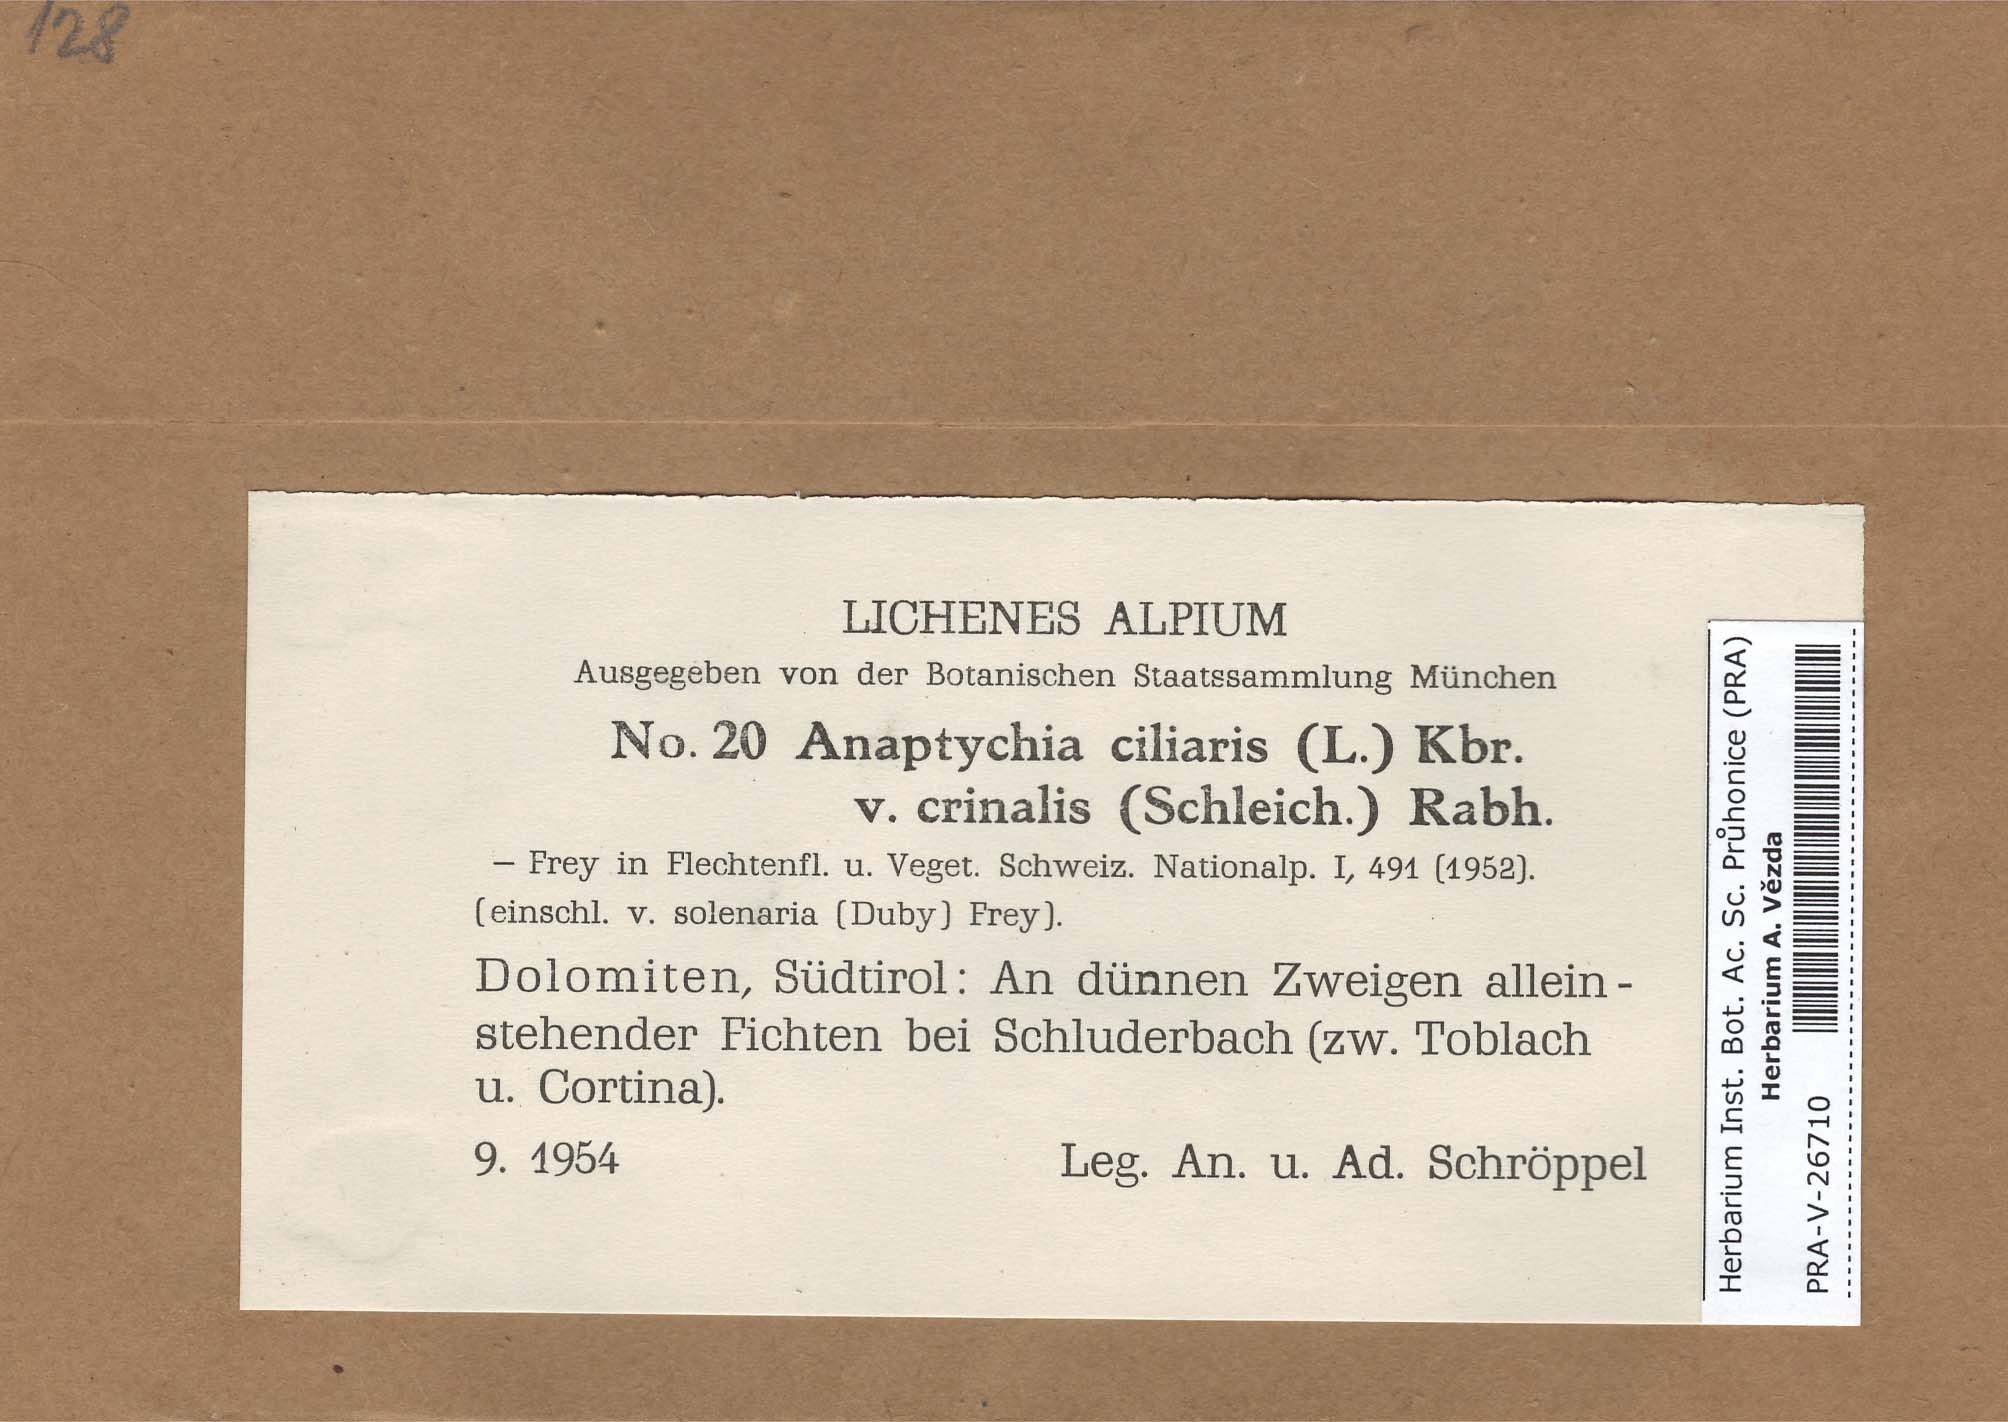 128
LICHENES ALPIUM
Ausgegeben von der Botanischen Staatssammlung München
No. 20 Anaptychia ciliaris (L.) Kbr.
v. crinalis (Schleich.) Rabh.
— Frey in Flechtenfl. u. Veget. Schweiz. Nationalp. I, 491 (1952).
(einschl. v. solenaria (Duby) Frey).
Dolomiten, Südtirol: An dünnen Zweigen allein-
stehender Fichten bei Schluderbach (zw. Toblach
u. Cortina).
9. 1954 Leg. An. u. Ad. Schröppel
Herbarium Inst. Bot. Ac. Sc. Průhonice (PRA)
Herbarium A. Vězda
PRA-V-26710